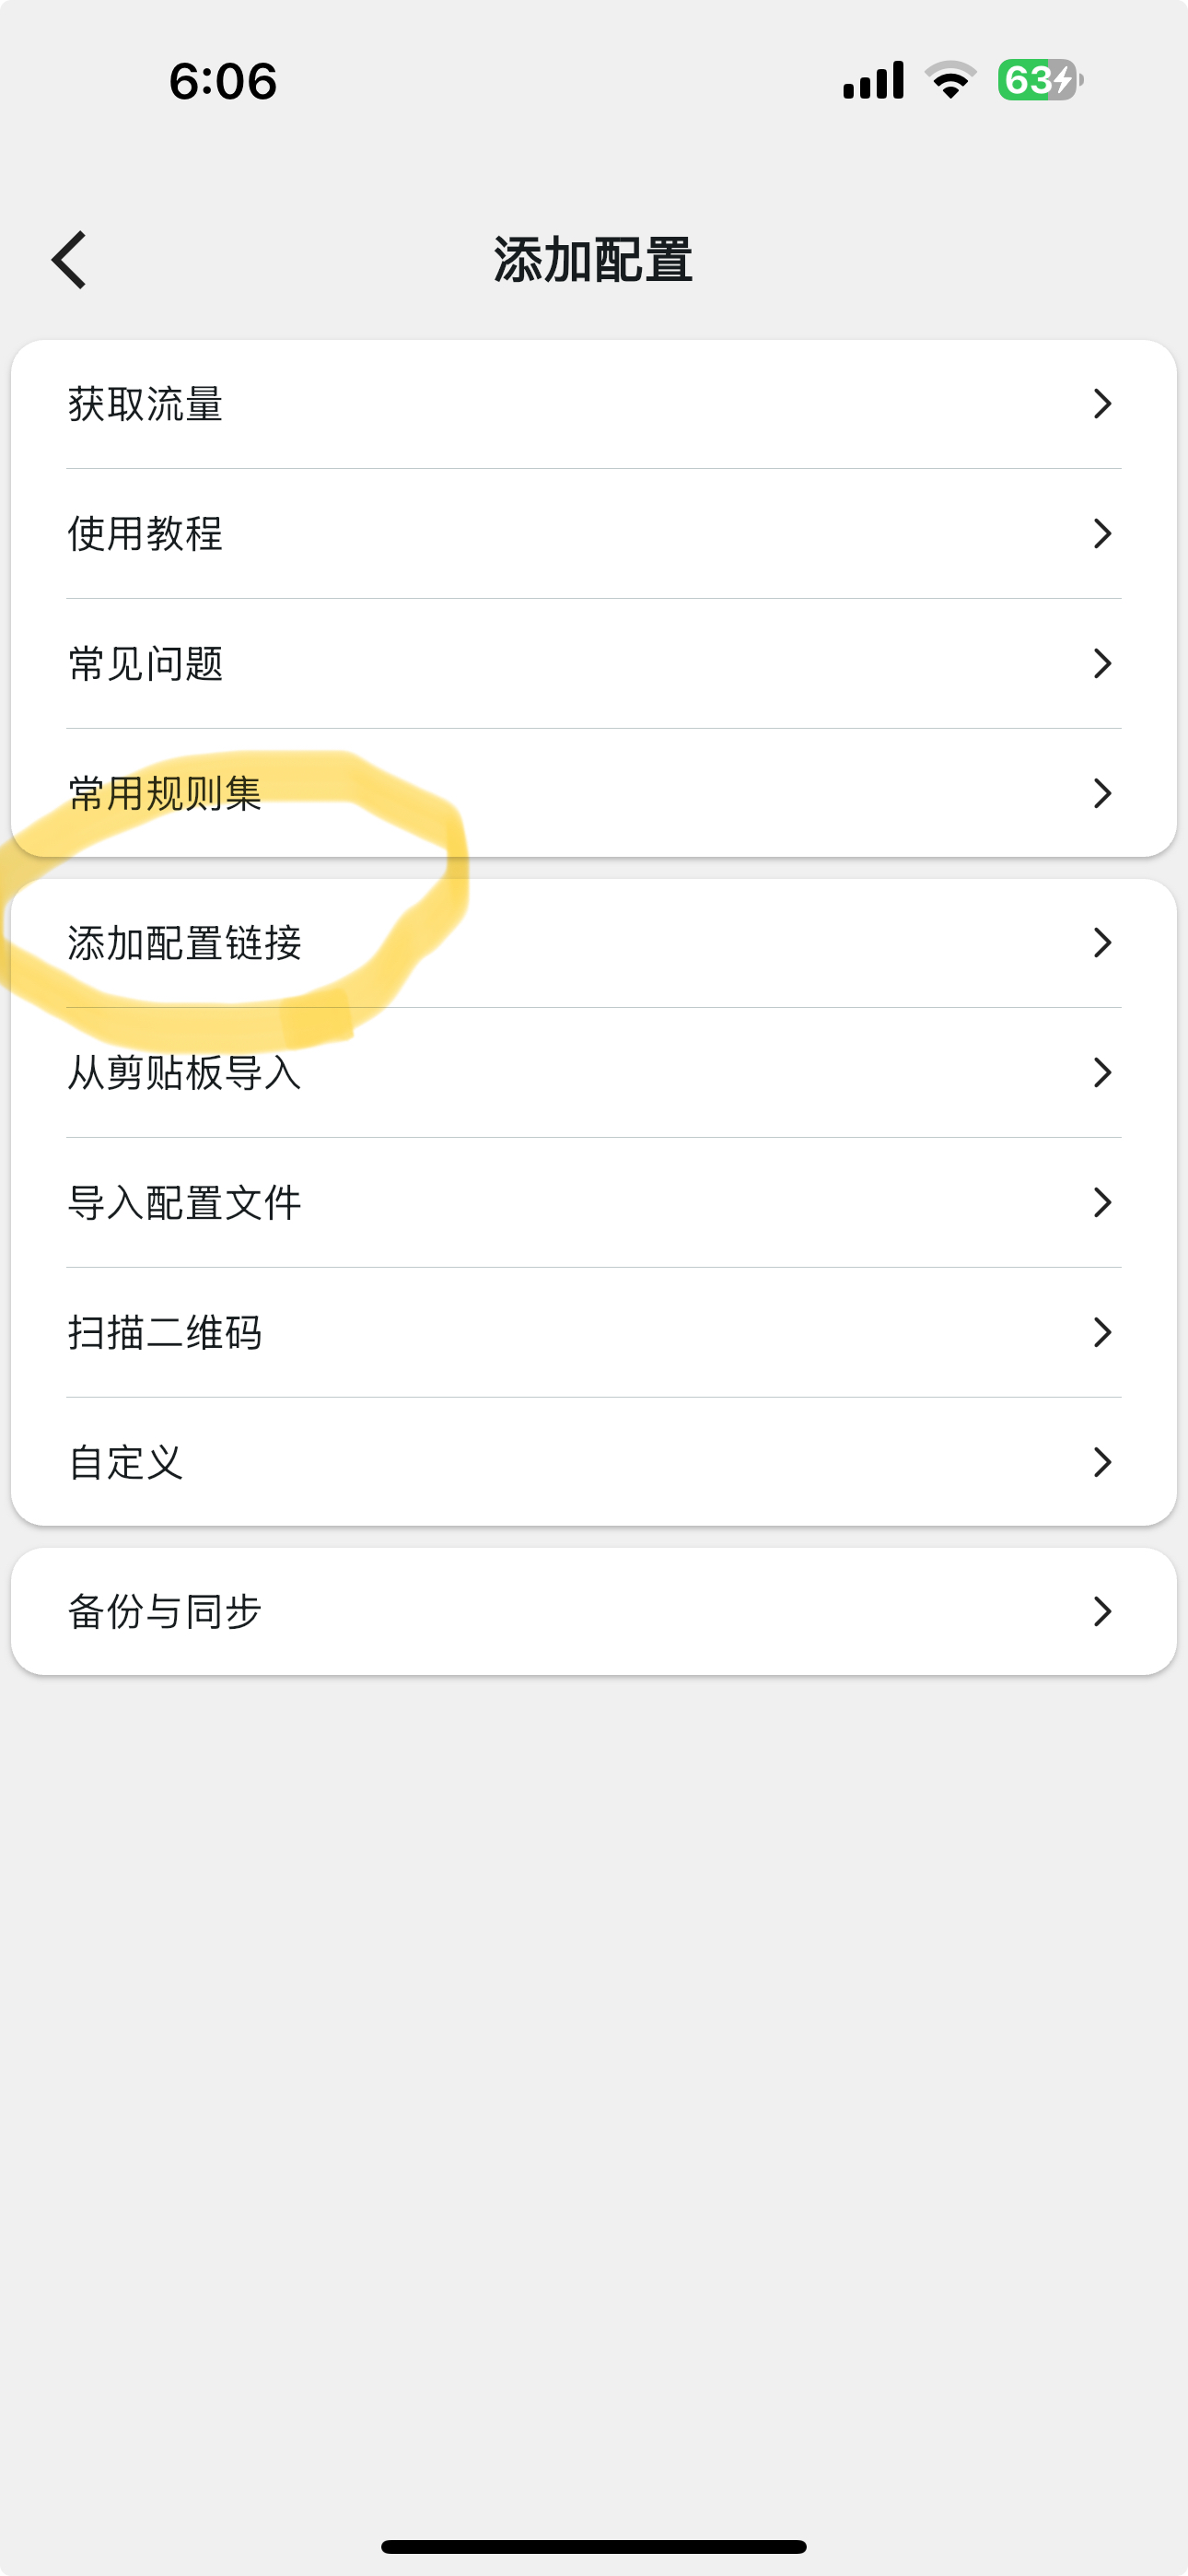 6:06
63
添加配置
获取流量
使用教程
常见问题
常用规则集
添加配置链接
从剪贴板导入
导入配置文件
扫描二维码
自定义
备份与同步